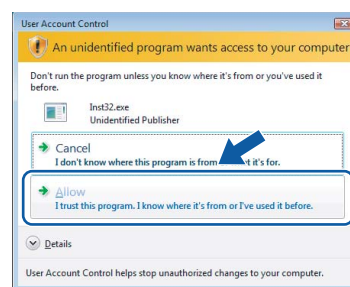 User Account Control
An unidentified program wants access to your computer
Don't run the program unless you know where it's from or you've used it
before.
Inst32.exe
Unidentified Publisher
Cancel
I don't know where this program is from it's for.
Allow
I trust this program. I know where it's from or I've used it before.
Details
User Account Control helps stop unauthorized changes to your computer.